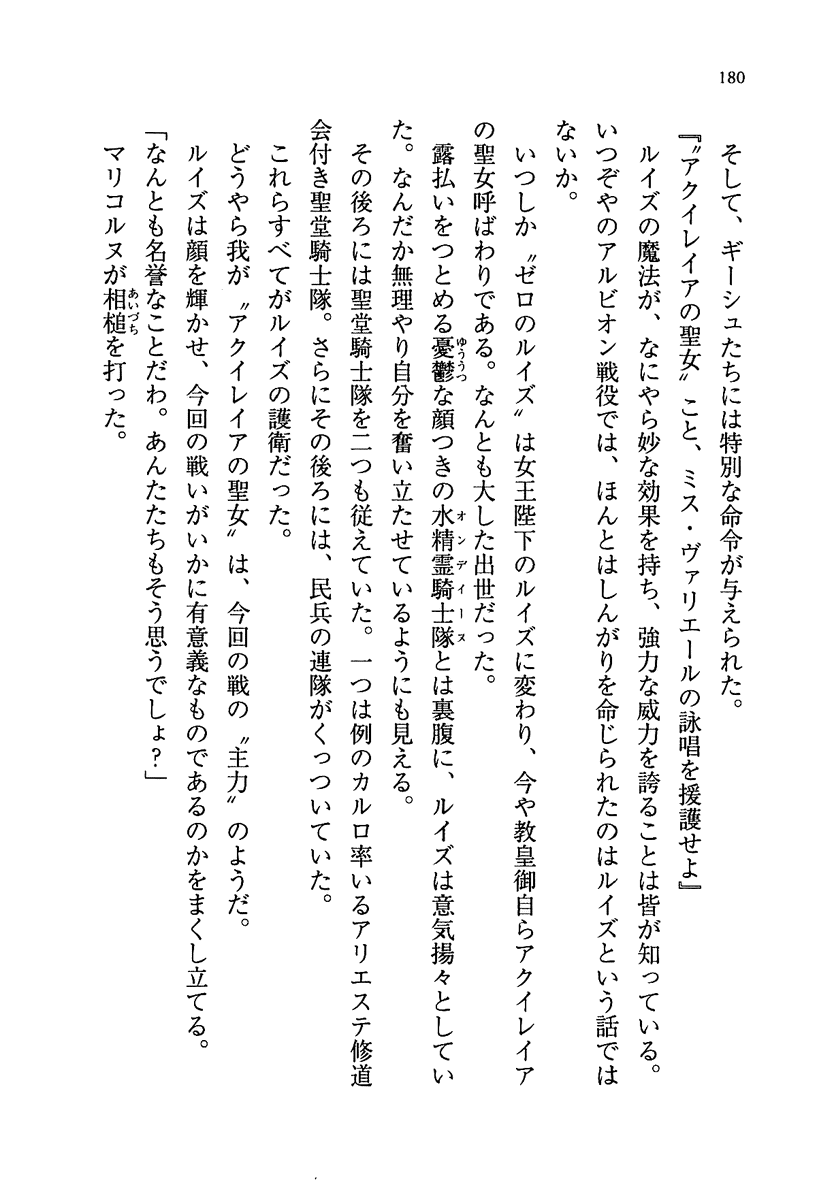 180
そして、ギーシュたちには特別な命令が与えられた。
『〝アクイレイアの聖女〟こと、ミス・ヴァリエールの詠唱を援護せよ』
ルイズの魔法が、なにやら妙な効果を持ち、強力な威力を誇ることは皆が知っている。
いつぞやのアルビオン戦役では、ほんとはしんがりを命じられたのはルイズという話では
ないか。
いつしか〝ゼロのルイズ〟は女王陛下のルイズに変わり、今や教皇御自らアクイレイア
の聖女呼ばわりである。なんとも大した出世だった。
露払いをつとめる憂鬱な顔つきの水精霊騎士隊とは裏腹に、ルイズは意気揚々としてい
た。なんだか無理やり自分を奮い立たせているようにも見える。
その後ろには聖堂騎士隊を二つも従えていた。一つは例のカルロ率いるアリエステ修道
会付き聖堂騎士隊。さらにその後ろには、民兵の連隊がくっついていた。
これらすべてがルイズの護衛だった。
どうやら我が〝アクイレイアの聖女〟は、今回の戦の〝主力〟のようだ。
ルイズは顔を輝かせ、今回の戦いがいかに有意義なものであるのかをまくし立てる。
「なんとも名誉なことだわ。あんたたちもそう思うでしょ?」
マリコルヌが相槌を打った。
ゆううつ
オンディーヌ
あいづち